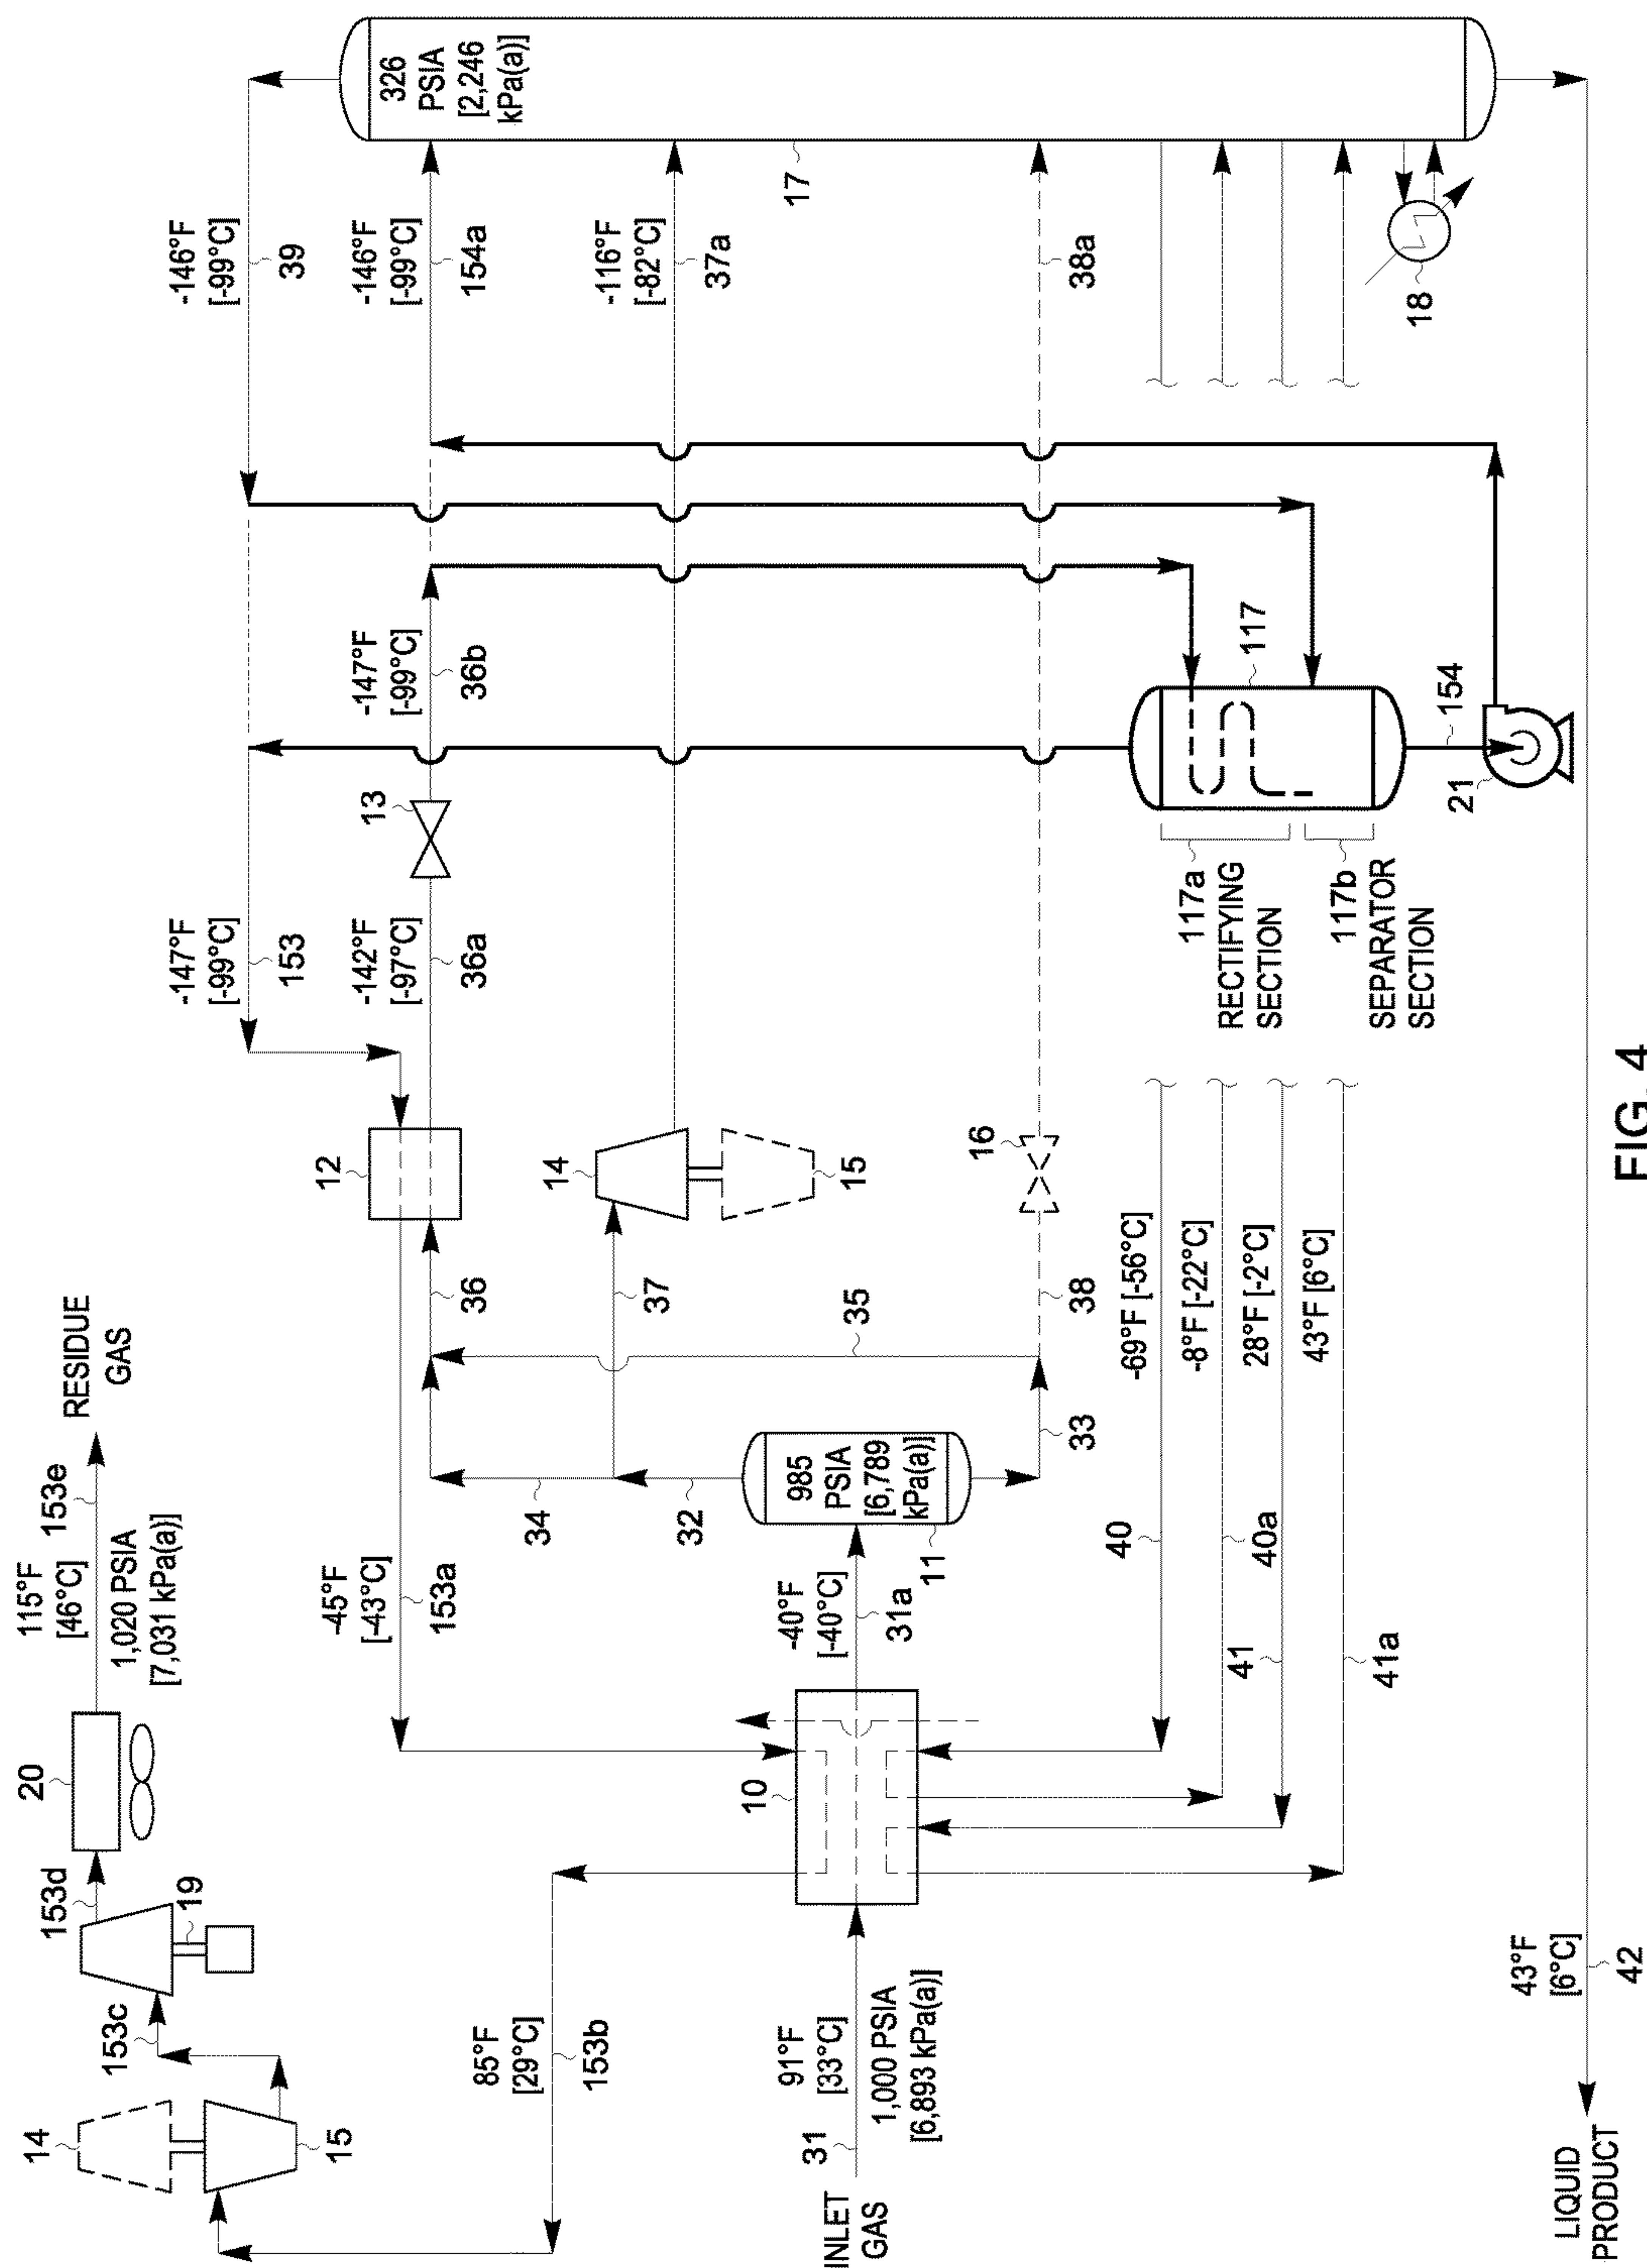 115°F
[46°C]
153e
RESIDUE
GAS
1,020 PSIA
[7,031 kPa(a)]
20
153d
19
153c
14
15
-147°F
[-99°C]
153
-146°F
[-99°C]
39
-45°F
[-43°C]
153a
12
-142°F
[-97°C]
36a
13
-147°F
[-99°C]
36b
-146°F
[-99°C]
154a
326
PSIA
[2,246
kPa(a)]
36
34
37
14
15
-116°F
[-82°C]
37a
17
85°F
[29°C]
153b
32
35
10
91°F
[33°C]
31
INLET
GAS
1,000 PSIA
[6,893 kPa(a)]
-40°F
[-40°C]
31a
985
PSIA
[6,789
kPa(a)]
11
33
38
16
38a
40
-69°F [-56°C]
40a
-8°F [-22°C]
41
28°F [-2°C]
41a
43°F [6°C]
117a
RECTIFYING
SECTION
117b
SEPARATOR
SECTION
117
154
21
18
43°F
[6°C]
42
LIQUID
PRODUCT
FIG. 4